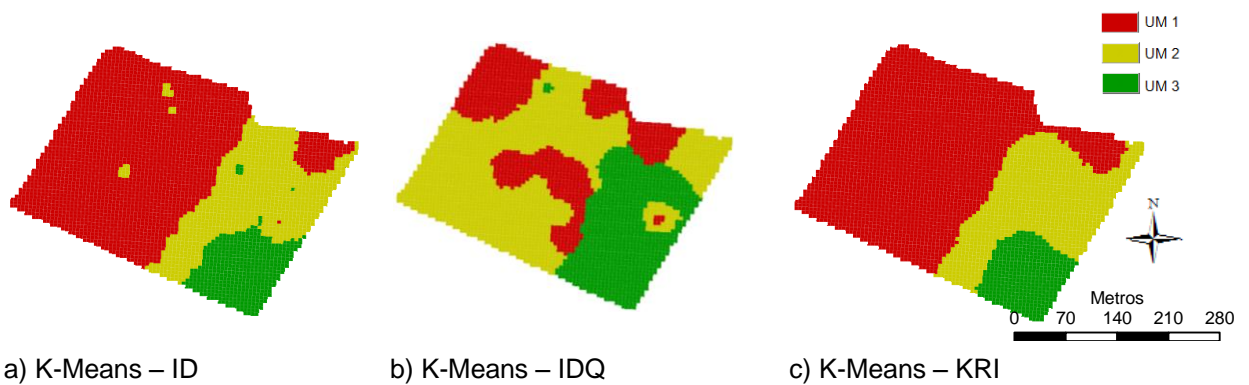 UM 1
UM 2
UM 3
N
Metros
0 70 140 210 280
a) K-Means – ID
b) K-Means – IDQ
c) K-Means – KRI